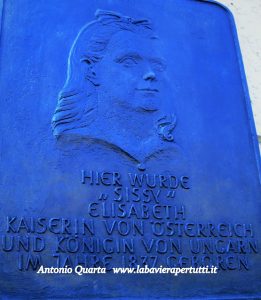 HIER WURDE
„SISSY“
ELISABETH
KAISERIN VON ÖSTERREICH
UND KÖNIGIN VON UNGARN
IM JAHRE 1837 GEBOREN
Antonio Quarta www.labavierapertutti.it